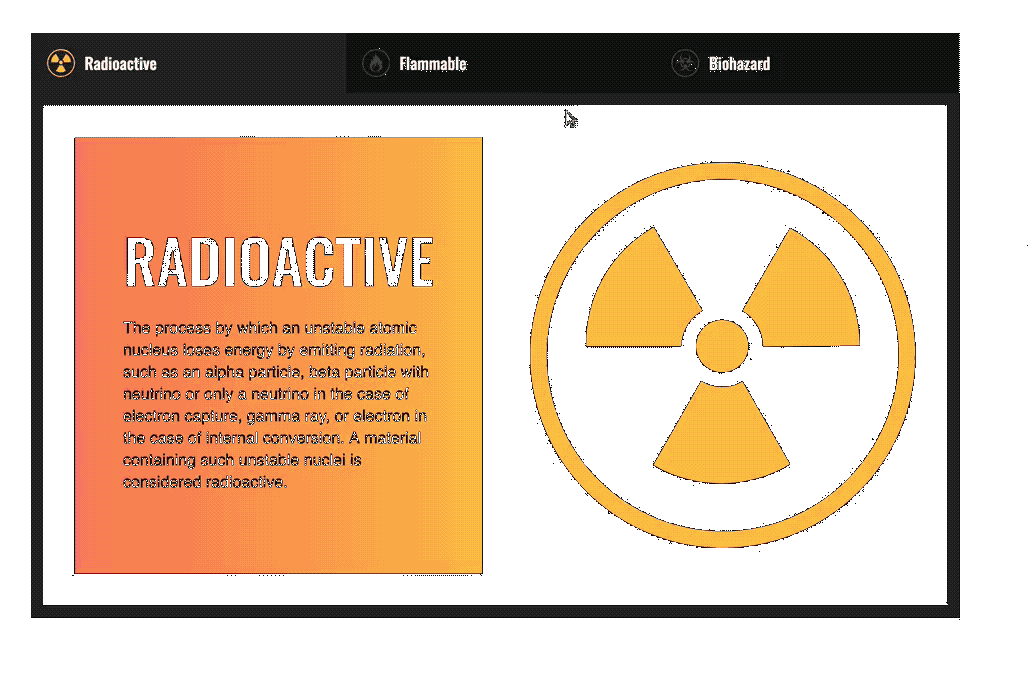 Radioactive
Flammable
Biohazard
RADIOACTIVE
The process by which an unstable atomic
nucleus loses energy by emitting radiation,
such as an alpha particle, beta particle with
neutrino or only a neutrino in the case of
electron capture, gamma ray, or electron in
the case of internal conversion. A material
containing such unstable nuclei is
considered radioactive.